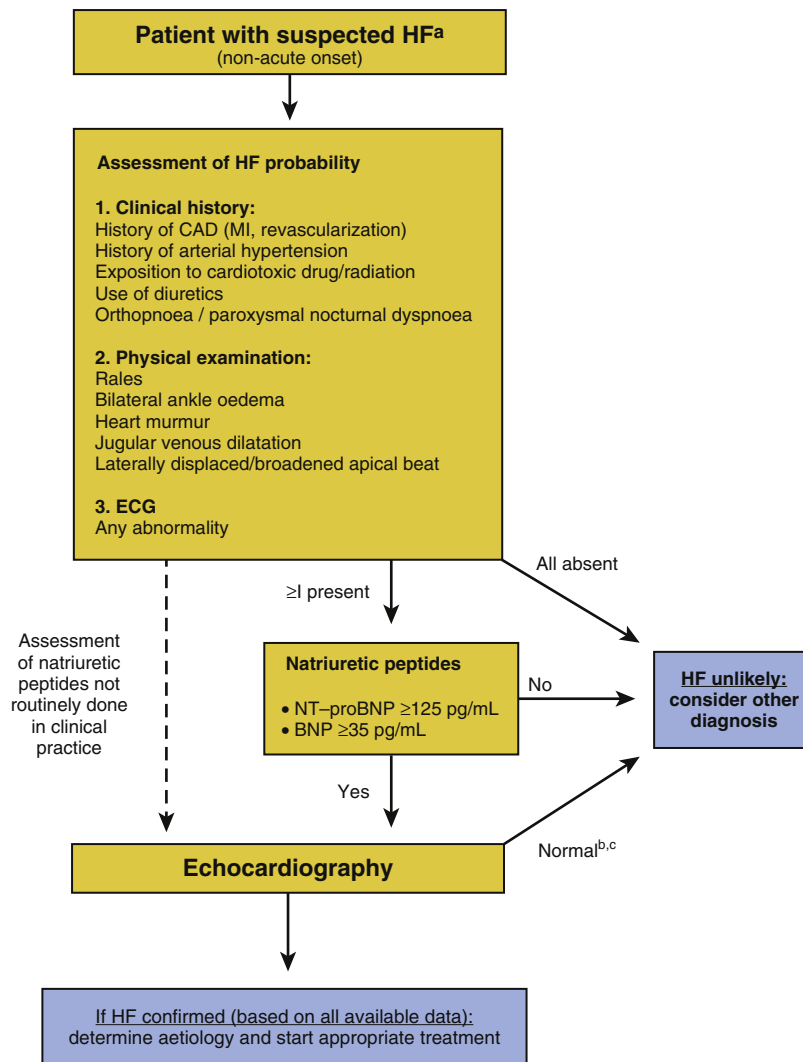 Patient with suspected HFᵃ
(non-acute onset)
Assessment of HF probability
1. Clinical history:
History of CAD (MI, revascularization)
History of arterial hypertension
Exposition to cardiotoxic drug/radiation
Use of diuretics
Orthopnoea / paroxysmal nocturnal dyspnoea
2. Physical examination:
Rales
Bilateral ankle oedema
Heart murmur
Jugular venous dilatation
Laterally displaced/broadened apical beat
3. ECG
Any abnormality
Assessment
of natriuretic
peptides not
routinely done
in clinical
practice
≥I present
All absent
Natriuretic peptides
• NT–proBNP ≥125 pg/mL
• BNP ≥35 pg/mL
No
HF unlikely:
consider other
diagnosis
Yes
Echocardiography
Normalᵇ,ᶜ
If HF confirmed (based on all available data):
determine aetiology and start appropriate treatment